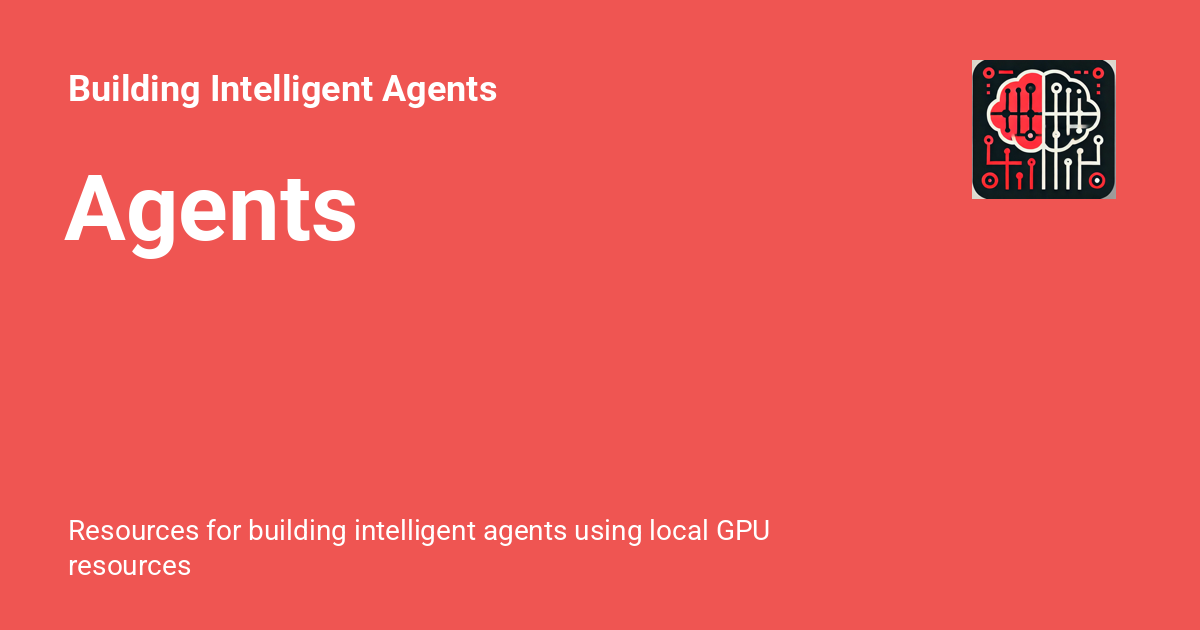 Building Intelligent Agents
Agents
Resources for building intelligent agents using local GPU
resources